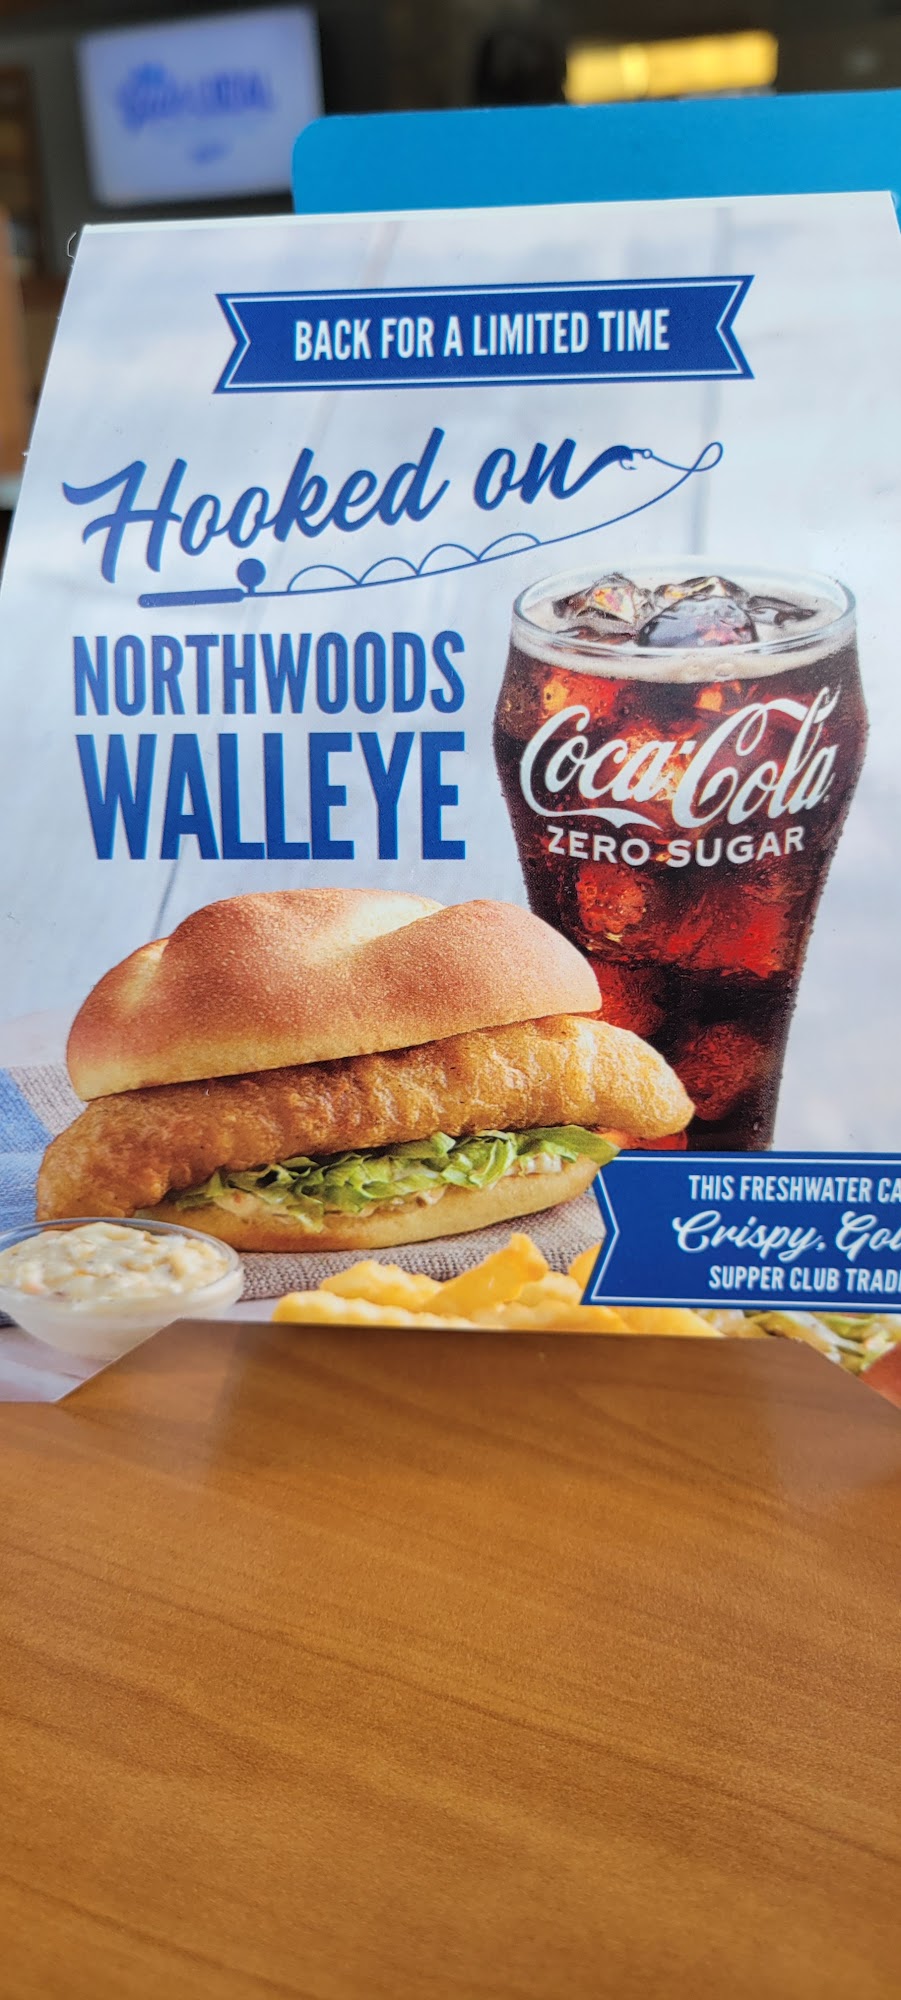 BACK FOR A LIMITED TIME
Hooked on
NORTHWOODS
WALLEYE
Coca-Cola
ZERO SUGAR
THIS FRESHWATER
Crispy,
SUPPER CLUB